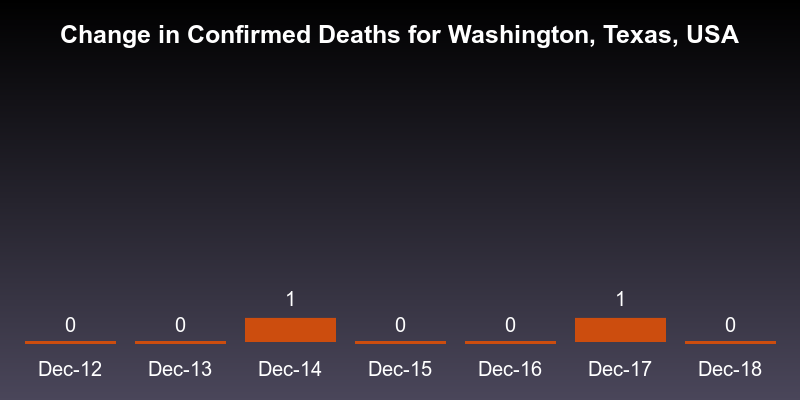 Change in Confirmed Deaths for Washington, Texas, USA
1 1
0 0 0 0 0
Dec-12 Dec-13 Dec-14 Dec-15 Dec-16 Dec-17 Dec-18